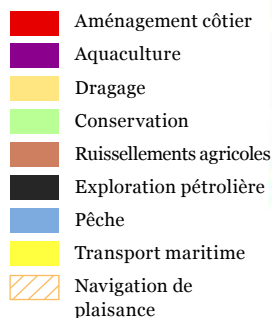 Aménagement côtier
Aquaculture
Dragage
Conservation
Ruissellements agricoles
Exploration pétrolière
Pêche
Transport maritime
Navigation de
plaisance